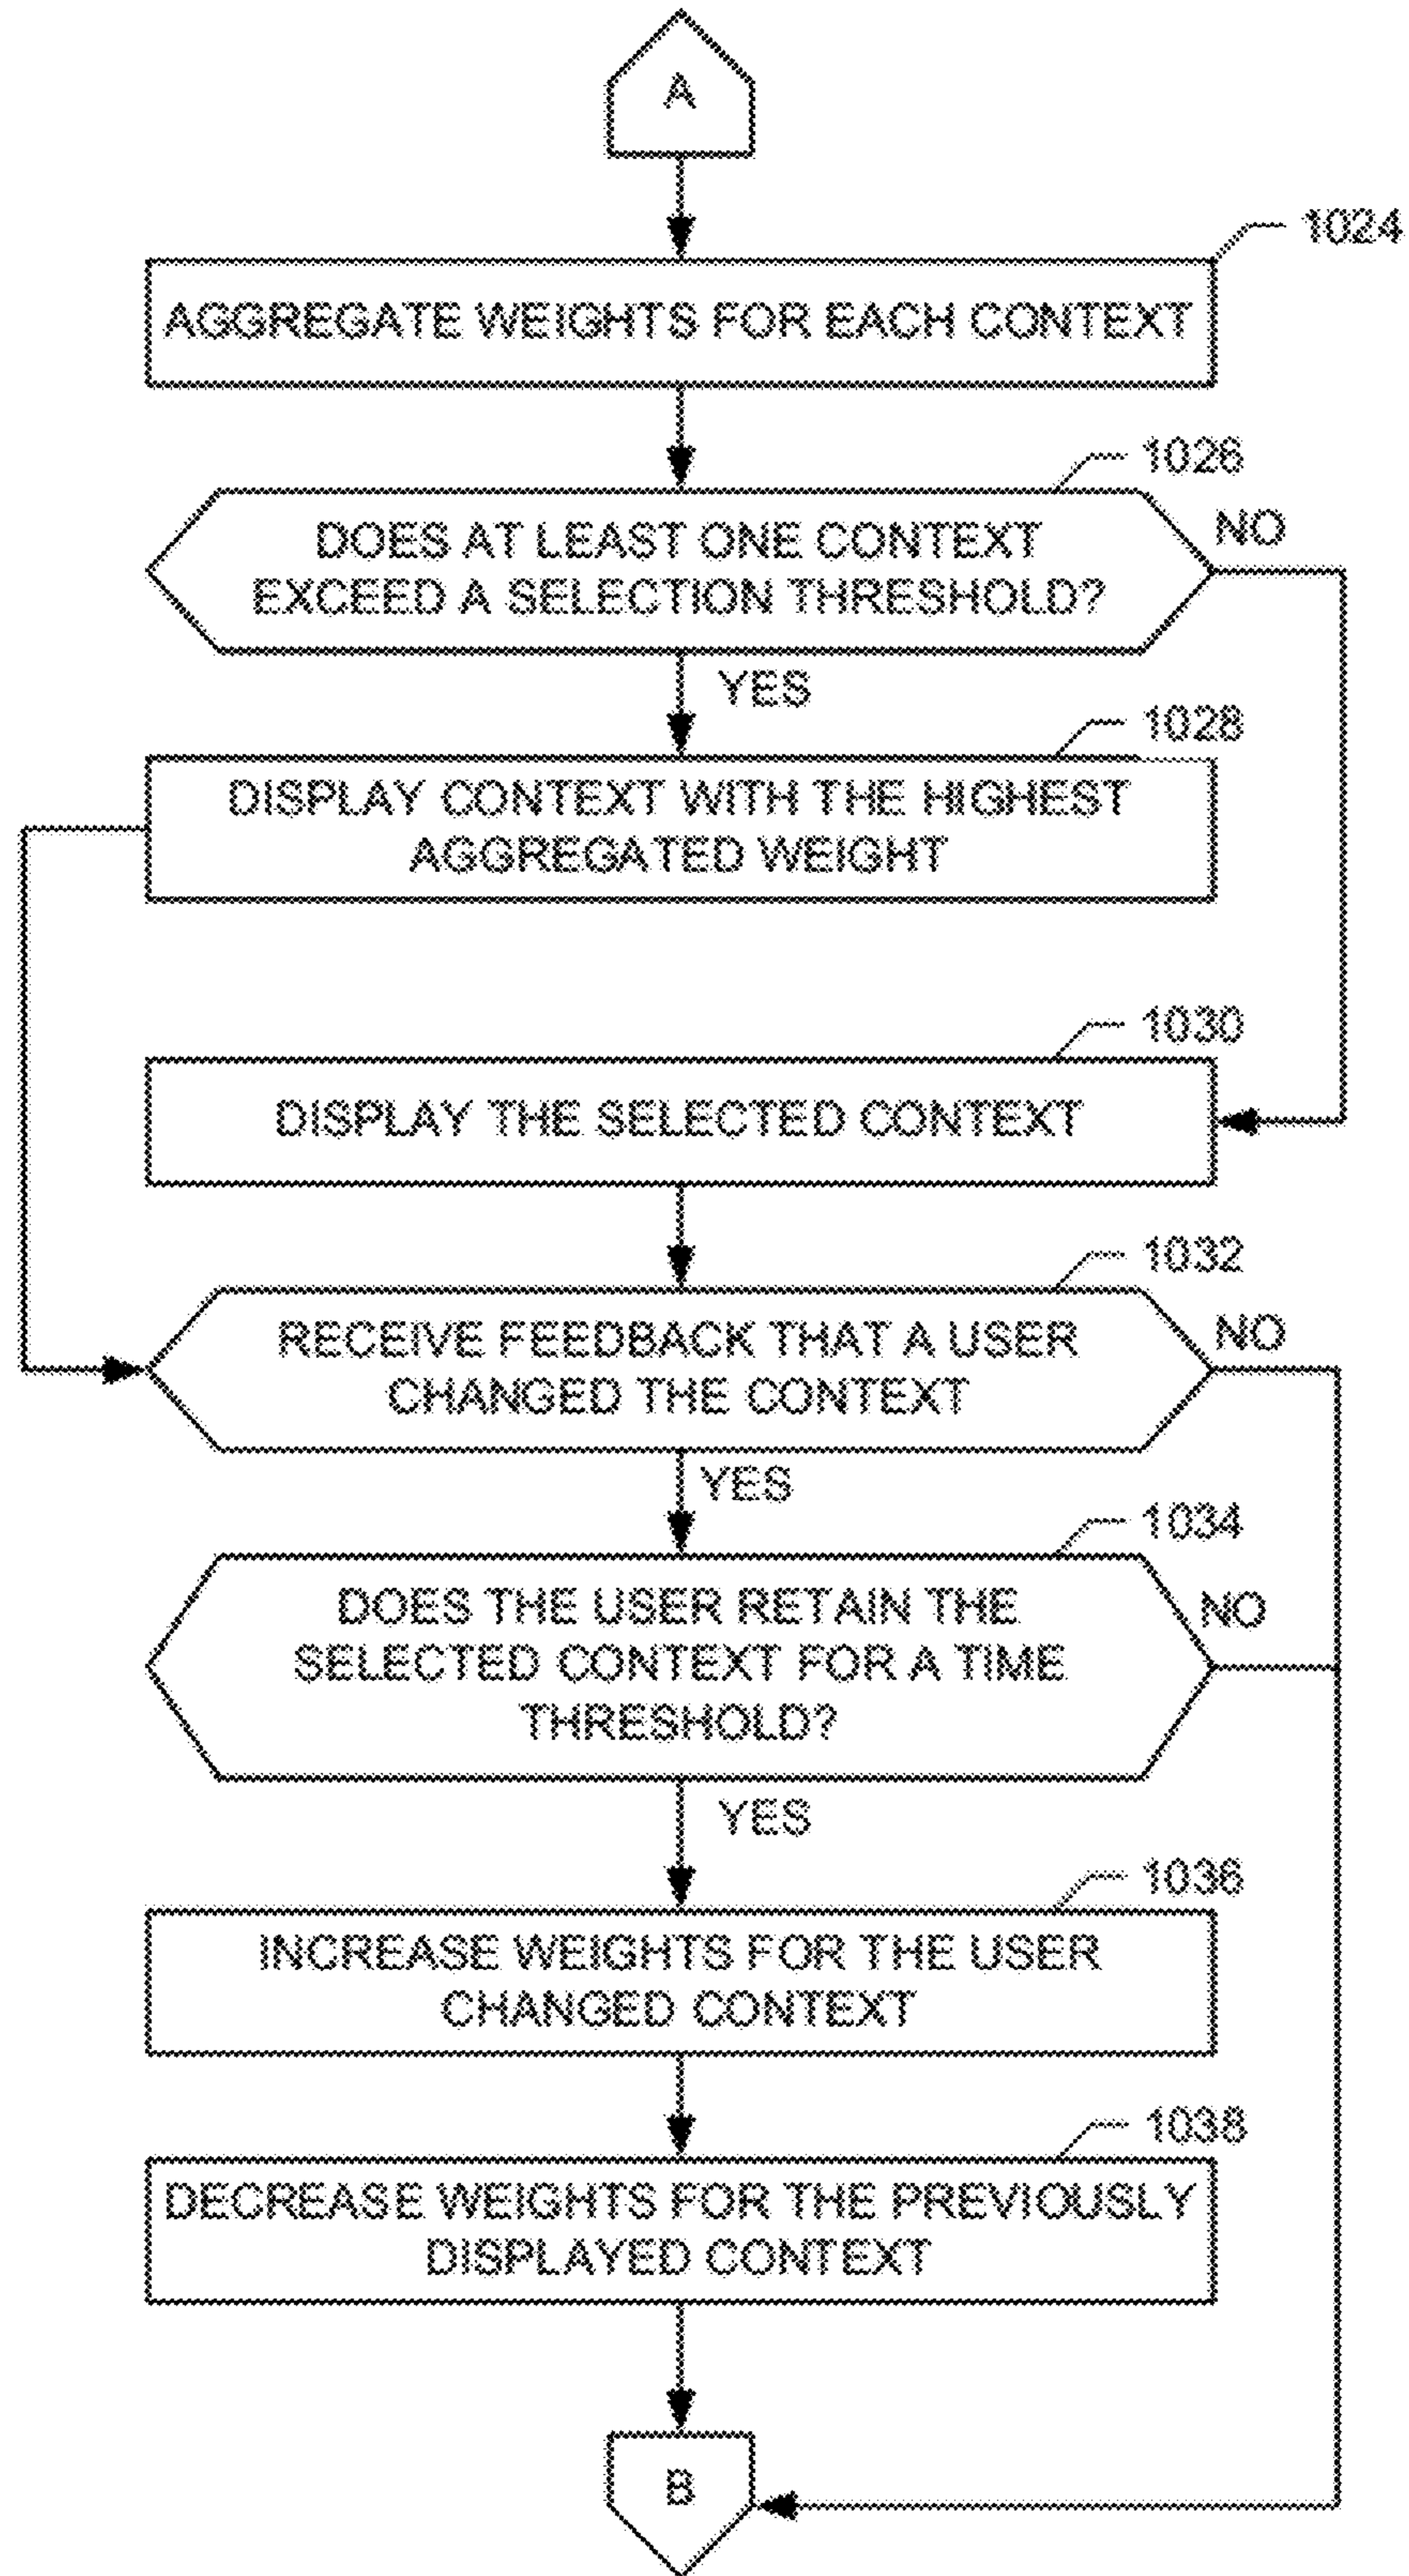 A
1024
AGGREGATE WEIGHTS FOR EACH CONTEXT
1026
DOES AT LEAST ONE CONTEXT
EXCEED A SELECTION THRESHOLD?
NO
YES
1028
DISPLAY CONTEXT WITH THE HIGHEST
AGGREGATED WEIGHT
1030
DISPLAY THE SELECTED CONTEXT
1032
RECEIVE FEEDBACK THAT A USER
CHANGED THE CONTEXT
NO
YES
1034
DOES THE USER RETAIN THE
SELECTED CONTEXT FOR A TIME
THRESHOLD?
NO
YES
1036
INCREASE WEIGHTS FOR THE USER
CHANGED CONTEXT
1038
DECREASE WEIGHTS FOR THE PREVIOUSLY
DISPLAYED CONTEXT
B